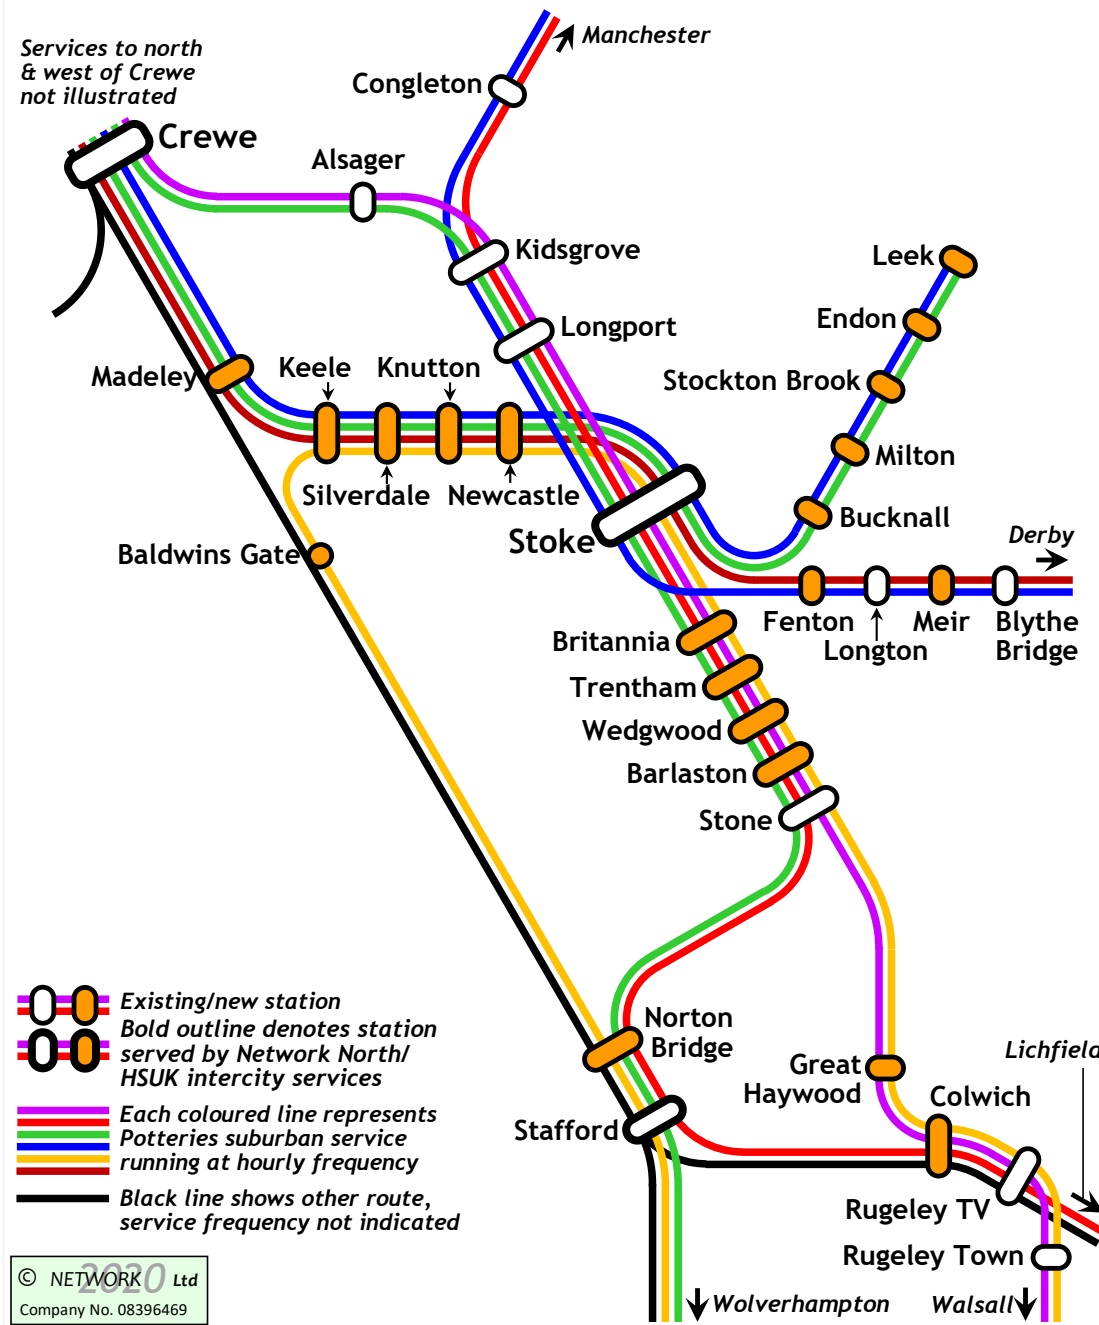 Services to north
& west of Crewe
not illustrated
Manchester
Congleton
Crewe
Alsager
Kidsgrove
Leek
Longport
Endon
Madeley
Keele
Knutton
Stockton Brook
Milton
Silverdale
Newcastle
Bucknall
Stoke
Derby
Baldwins Gate
Fenton
Longton
Meir
Blythe
Bridge
Britannia
Trentham
Wedgwood
Barlaston
Stone
Norton
Bridge
Great
Haywood
Lichfield
Colwich
Stafford
Rugeley TV
Rugeley Town
Wolverhampton
Walsall
Existing/new station
Bold outline denotes station
served by Network North/
HSUK intercity services
Each coloured line represents
Potteries suburban service
running at hourly frequency
Black line shows other route,
service frequency not indicated
© NETWORK 2020 Ltd
Company No. 08396469